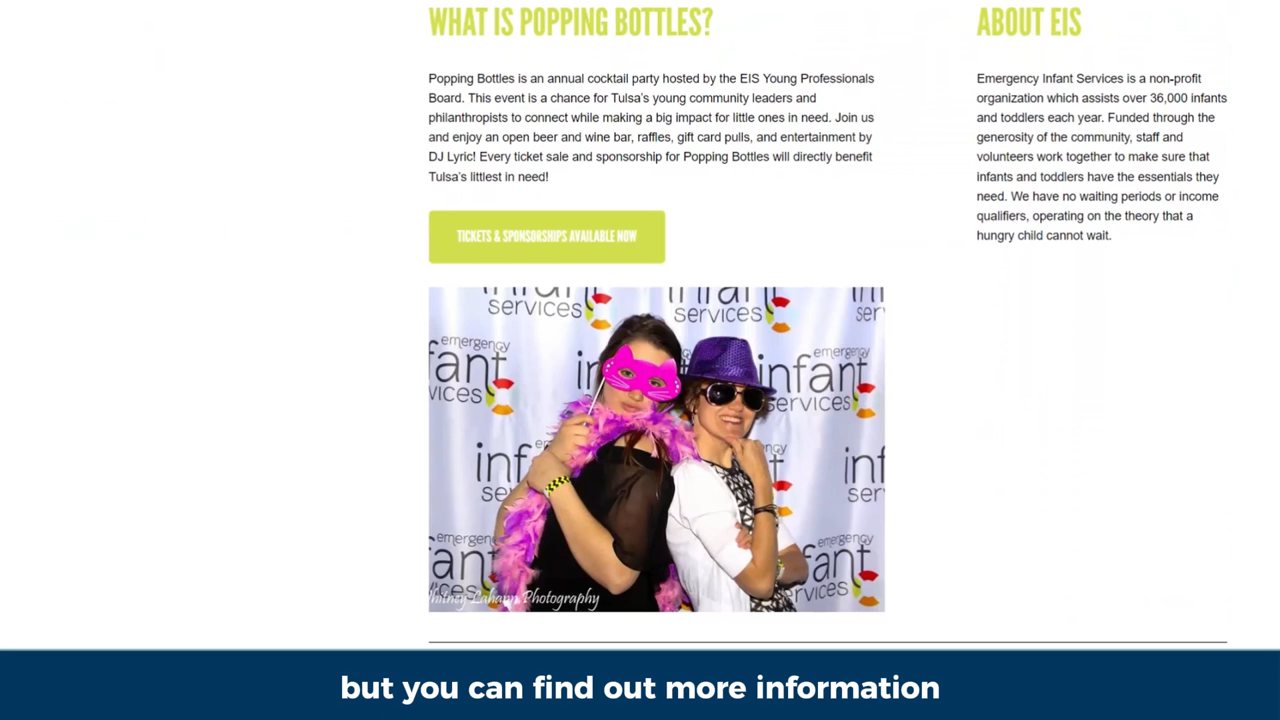 WHAT IS POPPING BOTTLES?
Popping Bottles is an annual cocktail party hosted by the EIS Young Professionals
Board. This event is a chance for Tulsa's young community leaders and
philanthropists to connect while making a big impact for little ones in need. Join us
and enjoy an open beer and wine bar, raffles, gift card pulls, and entertainment by
DJ Lyric! Every ticket sale and sponsorship for Popping Bottles will directly benefit
Tulsa's littlest in need!
TICKETS & SPONSORSHIPS AVAILABLE NOW
ABOUT EIS
Emergency Infant Services is a non-profit
organization which assists over 36,000 infants
and toddlers each year. Funded through the
generosity of the community, staff and
volunteers work together to make sure that
infants and toddlers have the essentials they
need. We have no waiting periods or income
qualifiers, operating on the theory that a
hungry child cannot wait.
services
services
emergency
emergency
infant
services
emergency
emergency
Photography
but you can find out more information